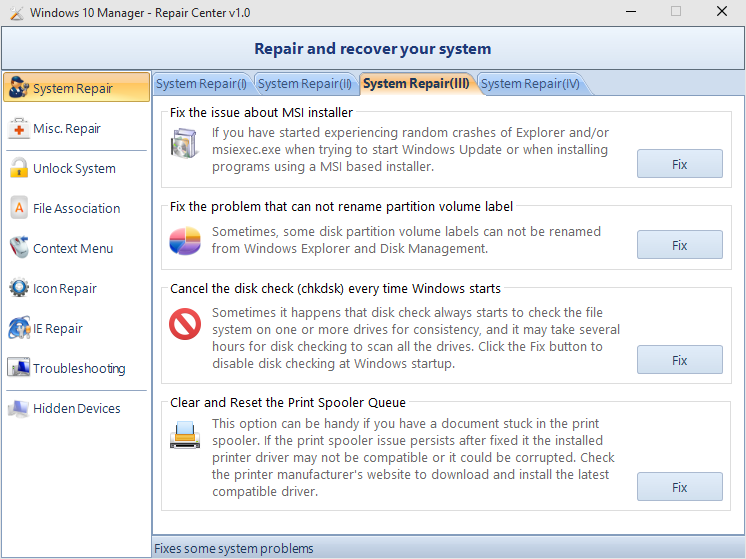 Windows 10 Manager - Repair Center v1.0
Repair and recover your system
System Repair
Misc. Repair
Unlock System
File Association
Context Menu
Icon Repair
IE Repair
Troubleshooting
Hidden Devices
System Repair(I) System Repair(II) System Repair(III) System Repair(IV)
Fix the issue about MSI installer
If you have started experiencing random crashes of Explorer and/or
msiexec.exe when trying to start Windows Update or when installing
programs using a MSI based installer.
Fix
Fix the problem that can not rename partition volume label
Sometimes, some disk partition volume labels can not be renamed
from Windows Explorer and Disk Management.
Fix
Cancel the disk check (chkdsk) every time Windows starts
Sometimes it happens that disk check always starts to check the file
system on one or more drives for consistency, and it may take several
hours for disk checking to scan all the drives. Click the Fix button to
disable disk checking at Windows startup.
Fix
Clear and Reset the Print Spooler Queue
This option can be handy if you have a document stuck in the print
spooler. If the print spooler issue persists after fixed it the installed
printer driver may not be compatible or it could be corrupted. Check
the printer manufacturer's website to download and install the latest
compatible driver.
Fix
Fixes some system problems